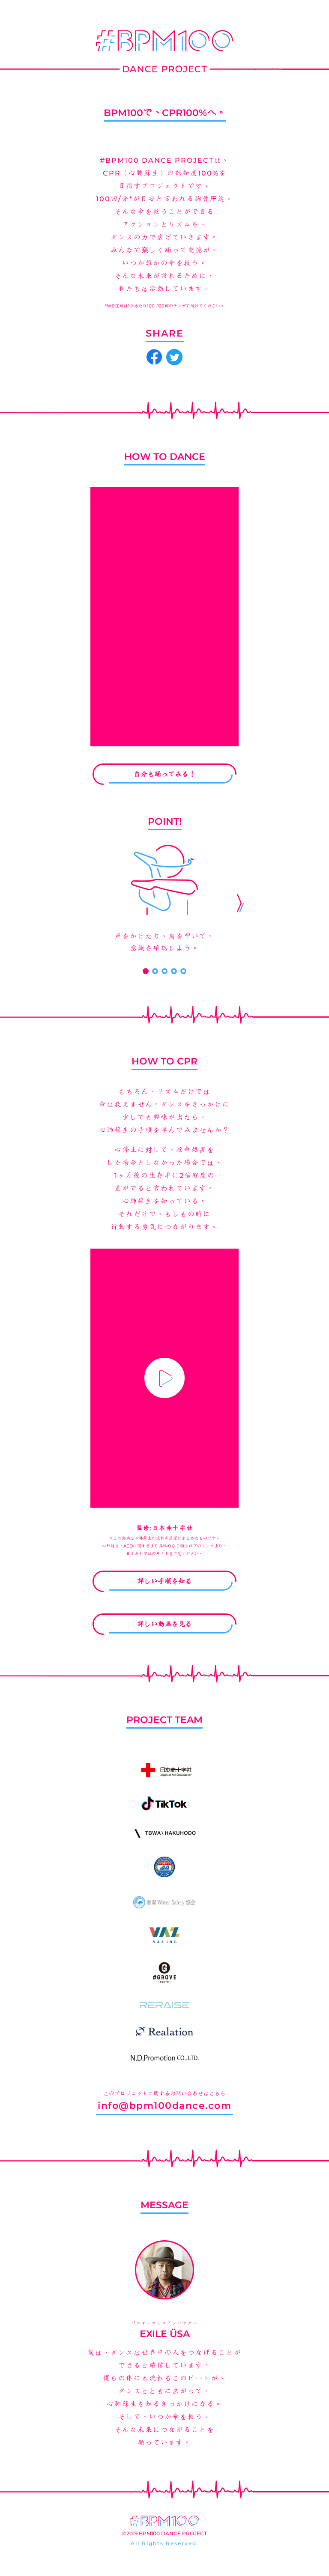 #BPM100
DANCE PROJECT
BPM100で、CPR100%へ。
#BPM100 DANCE PROJECTは、
CPR（心肺蘇生）の認知度100%を
目指すプロジェクトです。
100回/分*が目安と言われる胸骨圧迫。
そんな命を救うことができる
アクションとリズムを、
ダンスの力で広げていきます。
みんなで楽しく踊って記憶が、
いつか誰かの命を救う。
そんな未来が訪れるために、
私たちは活動しています。
SHARE
HOW TO DANCE
自分も踊ってみる！
POINT!
声をかけたり、肩を叩いて、
意識を確認しよう。
HOW TO CPR
もちろん、リズムだけでは
命は救えません。ダンスをきっかけに
少しでも興味が出たら、
心肺蘇生の手順を学んでみませんか？
心停止に対して、救命処置を
した場合としなかった場合では、
1ヶ月後の生存率に2倍程度の
差がでると言われています。
心肺蘇生を知っている。
それだけで、もしもの時に
行動する勇気につながります。
監修:日本赤十字社
詳しい手順を知る
詳しい動画を見る
PROJECT TEAM
日本赤十字社
Japanese Red Cross Society
TikTok
TBWA\HAKUHODO
湘南 Water Safety 協会
VAZ
VAZ INC.
G
#GROVE
RERAISE
Realation
N.D.Promotion CO., LTD.
このプロジェクトに関するお問い合わせはこちら
info@bpm100dance.com
MESSAGE
EXILE ÜSA
僕は、ダンスは世界中の人をつなげることが
できると確信しています。
僕らの体にも流れるこのビートが、
ダンスとともに広がって、
心肺蘇生を知るきっかけになる。
そして、いつか命を救う。
そんな未来につながることを
願っています。
#BPM100
©2019 BPM100 DANCE PROJECT
All Rights Reserved.